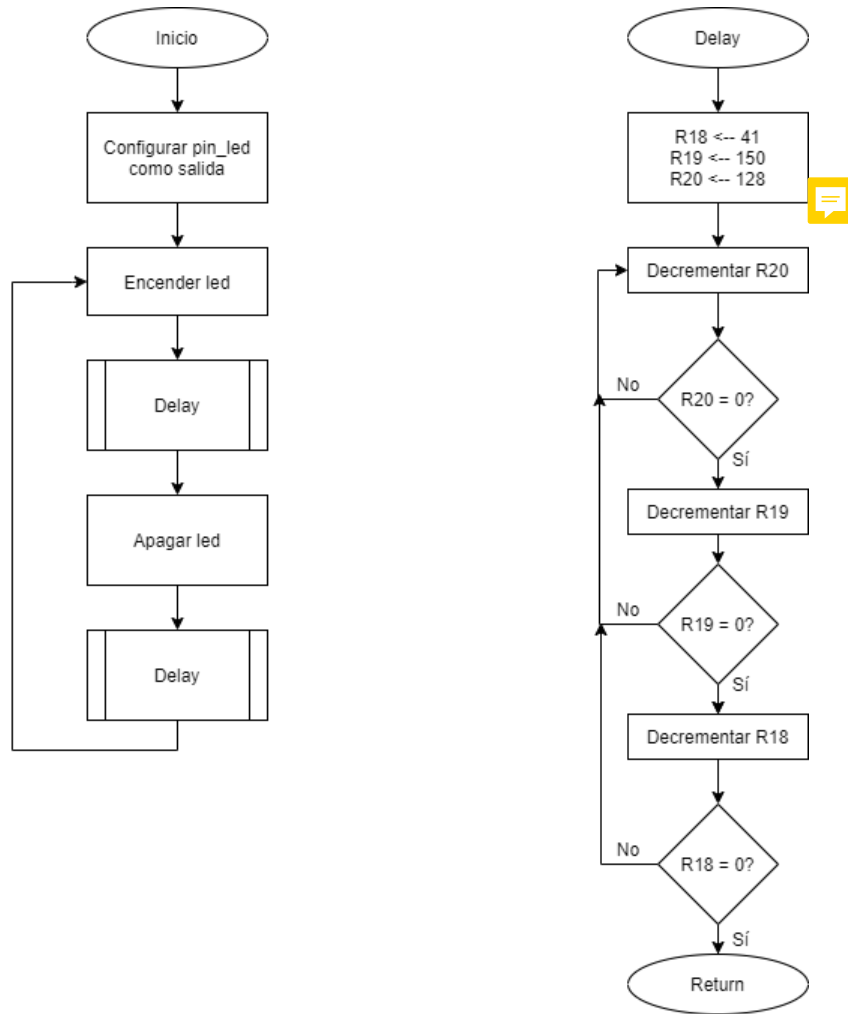 Inicio
Configurar pin_led
como salida
Encender led
Delay
Apagar led
Delay
Delay
R18 <-- 41
R19 <-- 150
R20 <-- 128
Decrementar R20
R20 = 0?
No
Sí
Decrementar R19
R19 = 0?
No
Sí
Decrementar R18
R18 = 0?
No
Sí
Return